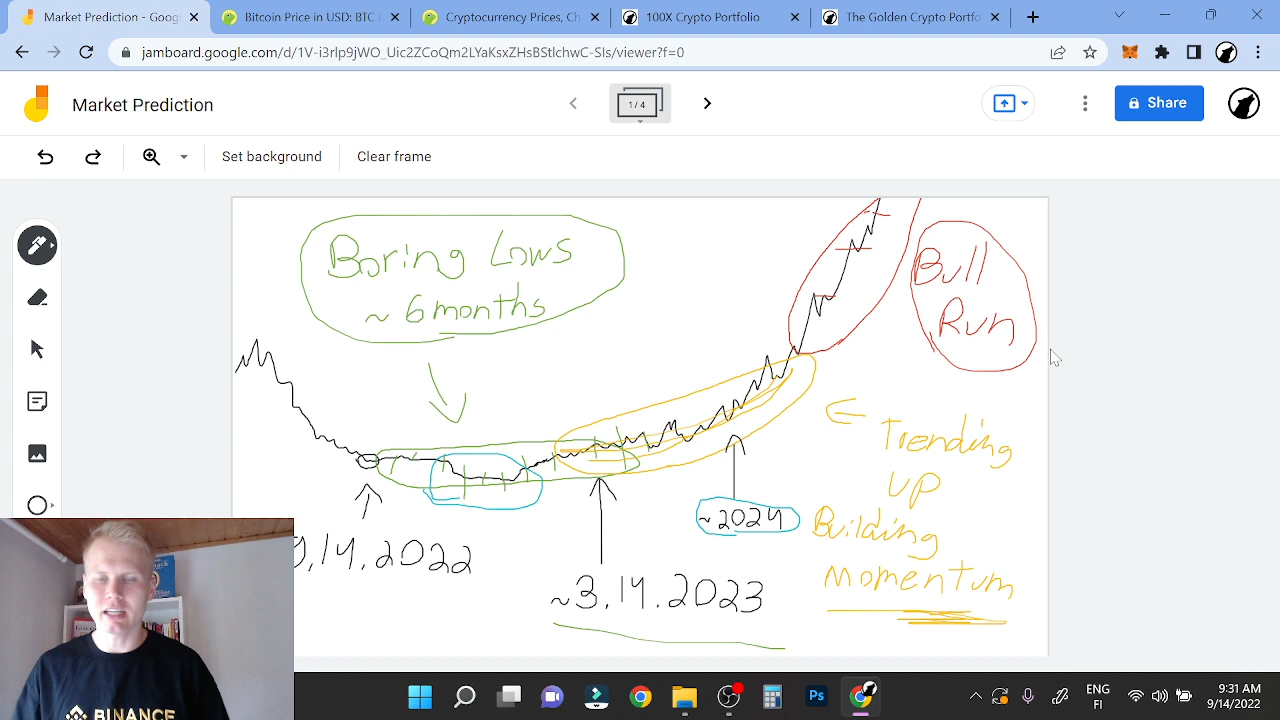 Market Prediction - Goo
Bitcoin Price in USD: BTC
Cryptocurrency Prices, Ch
100X Crypto Portfolio
The Golden Crypto Portfo
jamboard.google.com/d/1V-i3rIp9jWO_Uic2ZCoQm2LYaKsxZHsBStlchwC-SIs/viewer?f=0
Market Prediction
1 / 4
Share
Set background
Clear frame
Boring Lows
~ 6 months
Bull
Run
← Trending
UP
Building
Momentum
~2024
,14,2022
~3.14.2023
BINANCE
Ps
ENG
FI
9:31 AM
9/14/2022